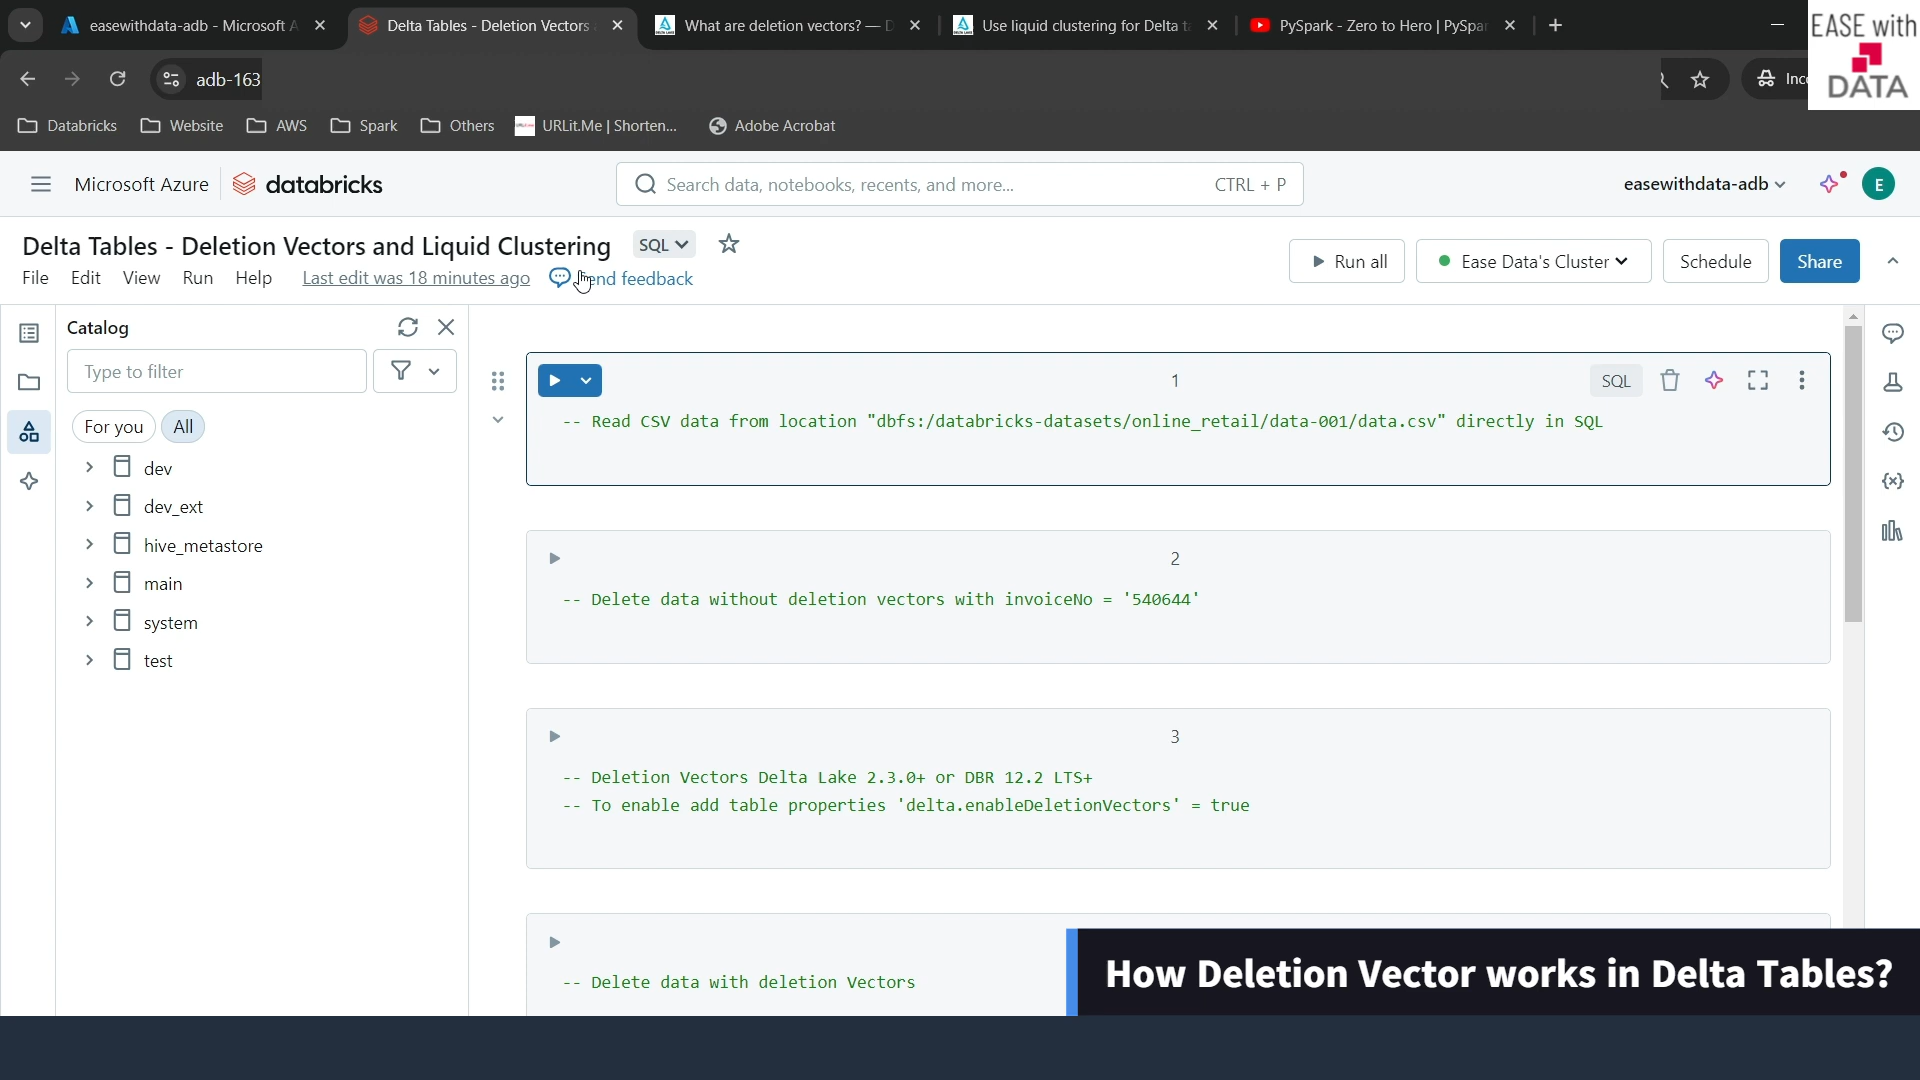 easewithdata-adb - Microsoft A
Delta Tables - Deletion Vectors
What are deletion vectors? — D
Use liquid clustering for Delta t
PySpark - Zero to Hero | PySpar
EASE with
DATA
adb-163
Databricks
Website
AWS
Spark
Others
URLit.Me | Shorten...
Adobe Acrobat
Microsoft Azure
databricks
Search data, notebooks, recents, and more...
CTRL + P
easewithdata-adb
E
Delta Tables - Deletion Vectors and Liquid Clustering
SQL
File Edit View Run Help
Last edit was 18 minutes ago
end feedback
Run all
Ease Data's Cluster
Schedule
Share
Catalog
Type to filter
For you
All
dev
dev_ext
hive_metastore
main
system
test
1
SQL
-- Read CSV data from location "dbfs:/databricks-datasets/online_retail/data-001/data.csv" directly in SQL
2
-- Delete data without deletion vectors with invoiceNo = '540644'
3
-- Deletion Vectors Delta Lake 2.3.0+ or DBR 12.2 LTS+
-- To enable add table properties 'delta.enableDeletionVectors' = true
-- Delete data with deletion Vectors
How Deletion Vector works in Delta Tables?